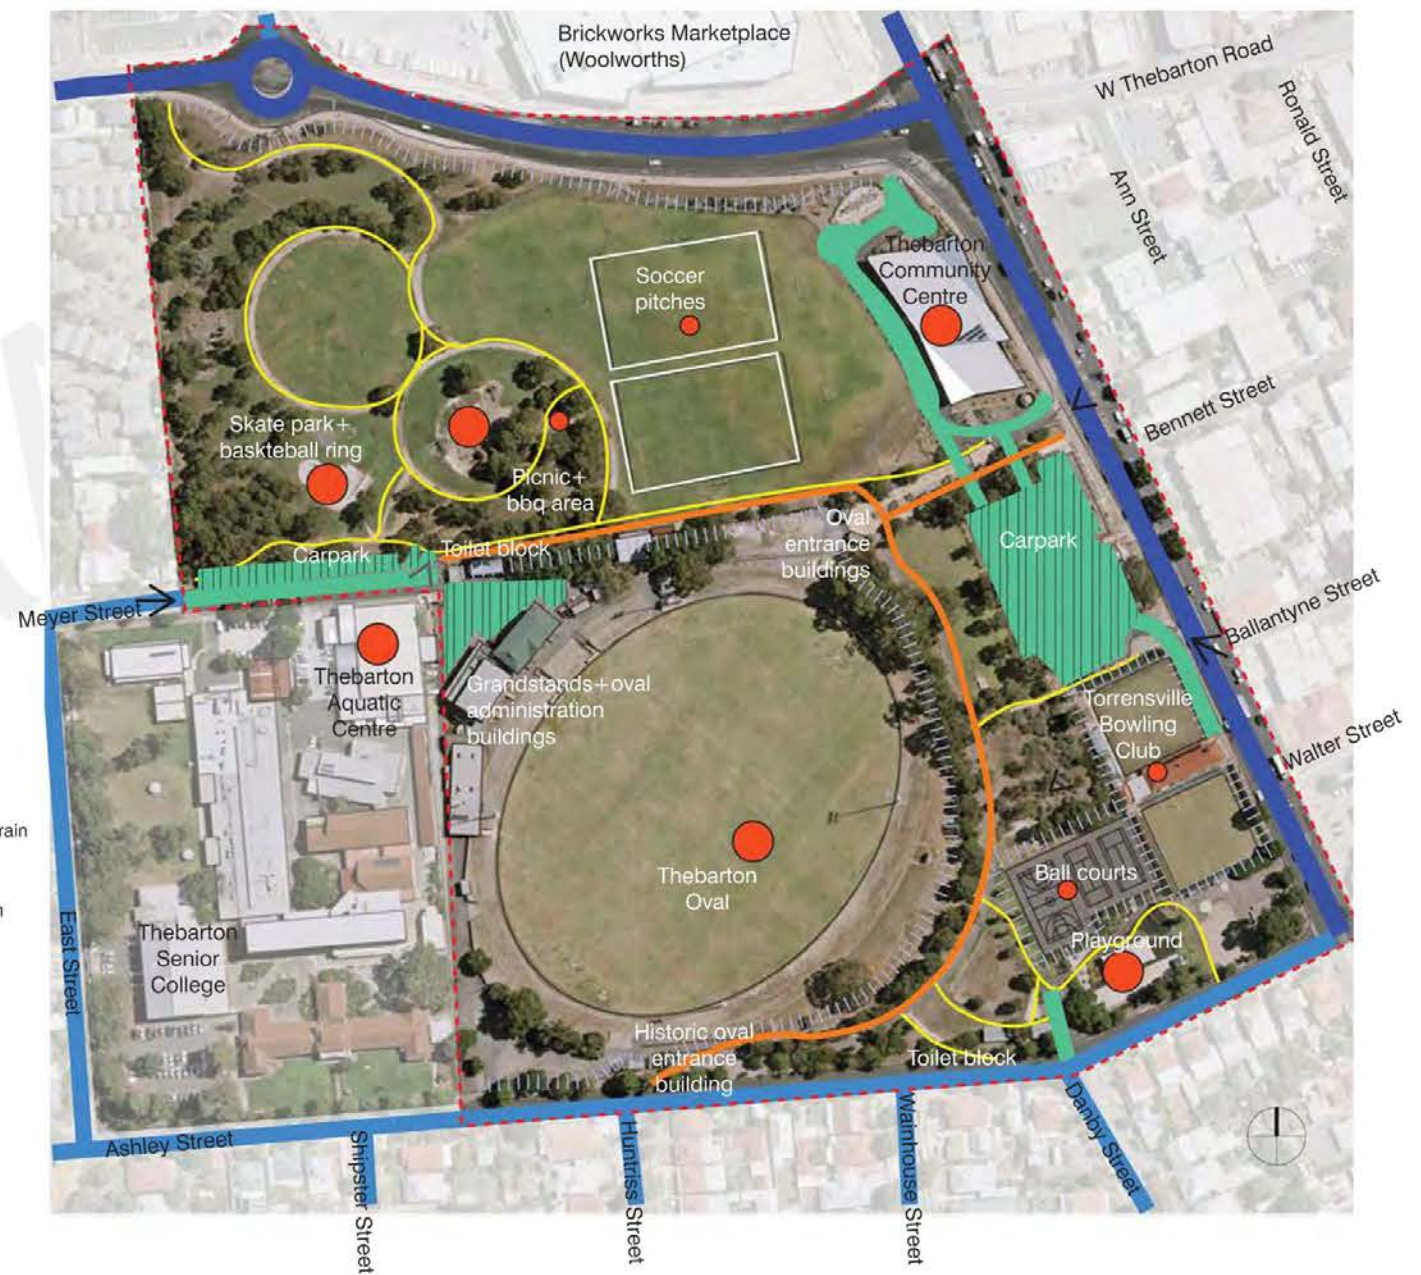 Brickworks Marketplace
(Woolworths)
W Thebarton Road
Ronald Street
Ann Street
Thebarton
Community
Centre
Soccer
pitches
Bennett Street
Skate park+
baskteball ring
Picnic+
bbq area
Oval
entrance
buildings
Carpark
Carpark
Toilet block
Meyer Street
Ballantyne Street
Thebarton
Aquatic
Centre
Grandstands+oval
administration
buildings
Torrensville
Bowling
Club
Walter Street
rain
Thebarton
Oval
Ball courts
East Street
Thebarton
Senior
College
Playground
Historic oval
entrance
building
Toilet block
Ashley Street
Shipster Street
Huntriss Street
Wainhouse Street
Danby Street